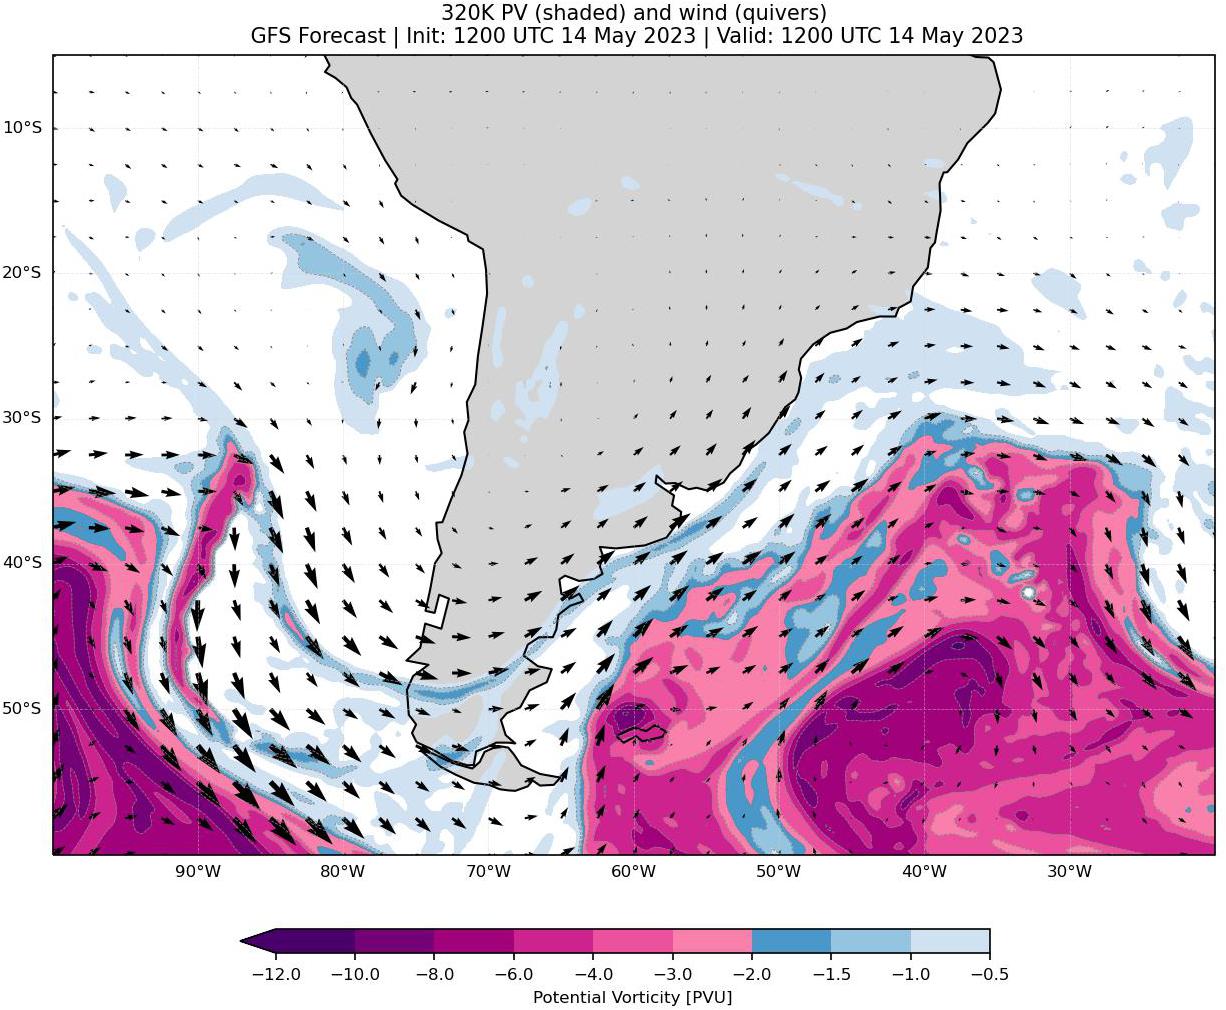 320K PV (shaded) and wind (quivers)
GFS Forecast | Init: 1200 UTC 14 May 2023 | Valid: 1200 UTC 14 May 2023
10°S
20°S
30°S
40°S
50°S
90°W 80°W 70°W 60°W 50°W 40°W 30°W
−12.0 −10.0 −8.0 −6.0 −4.0 −3.0 −2.0 −1.5 −1.0 −0.5
Potential Vorticity [PVU]